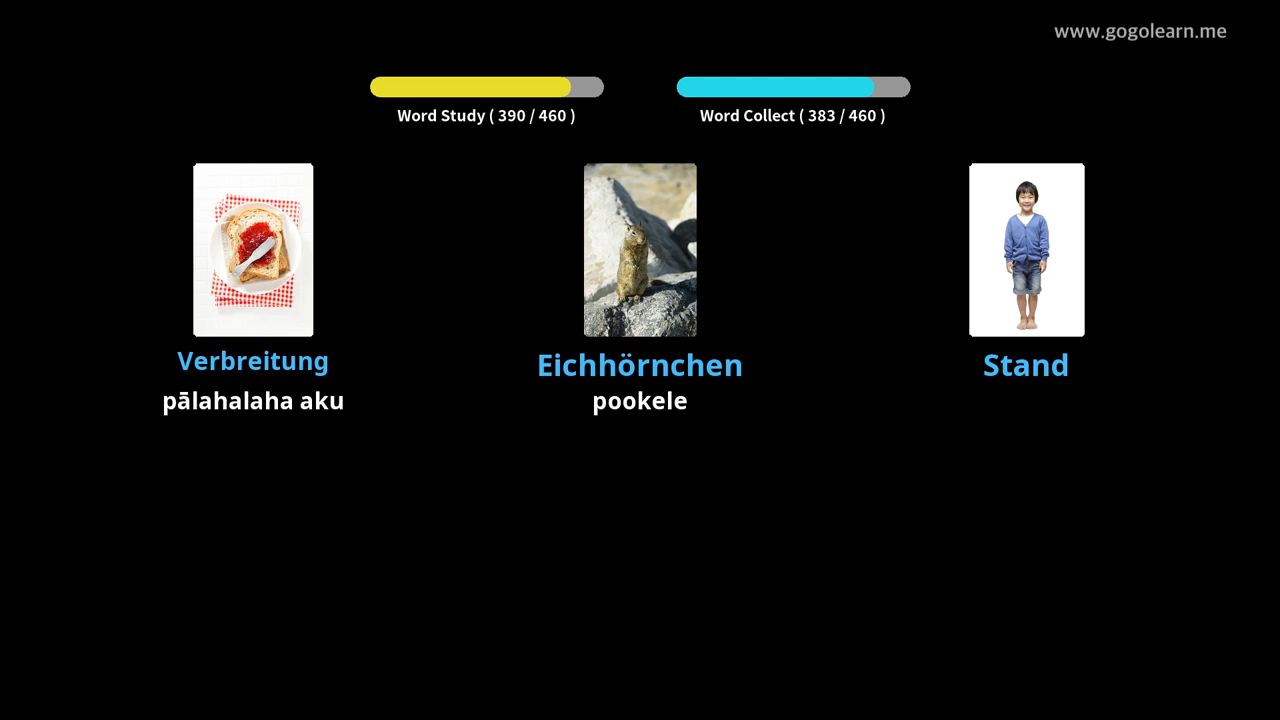 www.gogolearn.me
Word Study ( 390 / 460 )
Word Collect ( 383 / 460 )
Verbreitung
Eichhörnchen
Stand
pālahalaha aku
pookele